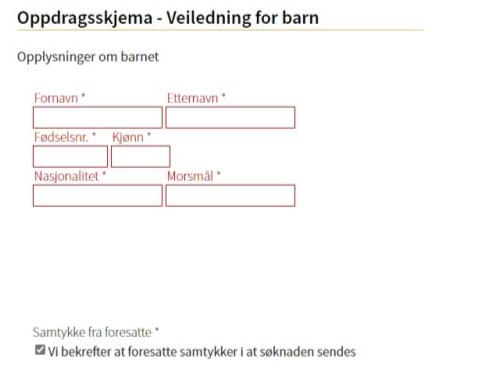 Oppdragsskjema - Veiledning for barn
Opplysninger om barnet
Fornavn * Etternavn *
Fødselsnr. * Kjønn *
Nasjonalitet * Morsmål *
Samtykke fra foresatte *
Vi bekrefter at foresatte samtykker i at søknaden sendes